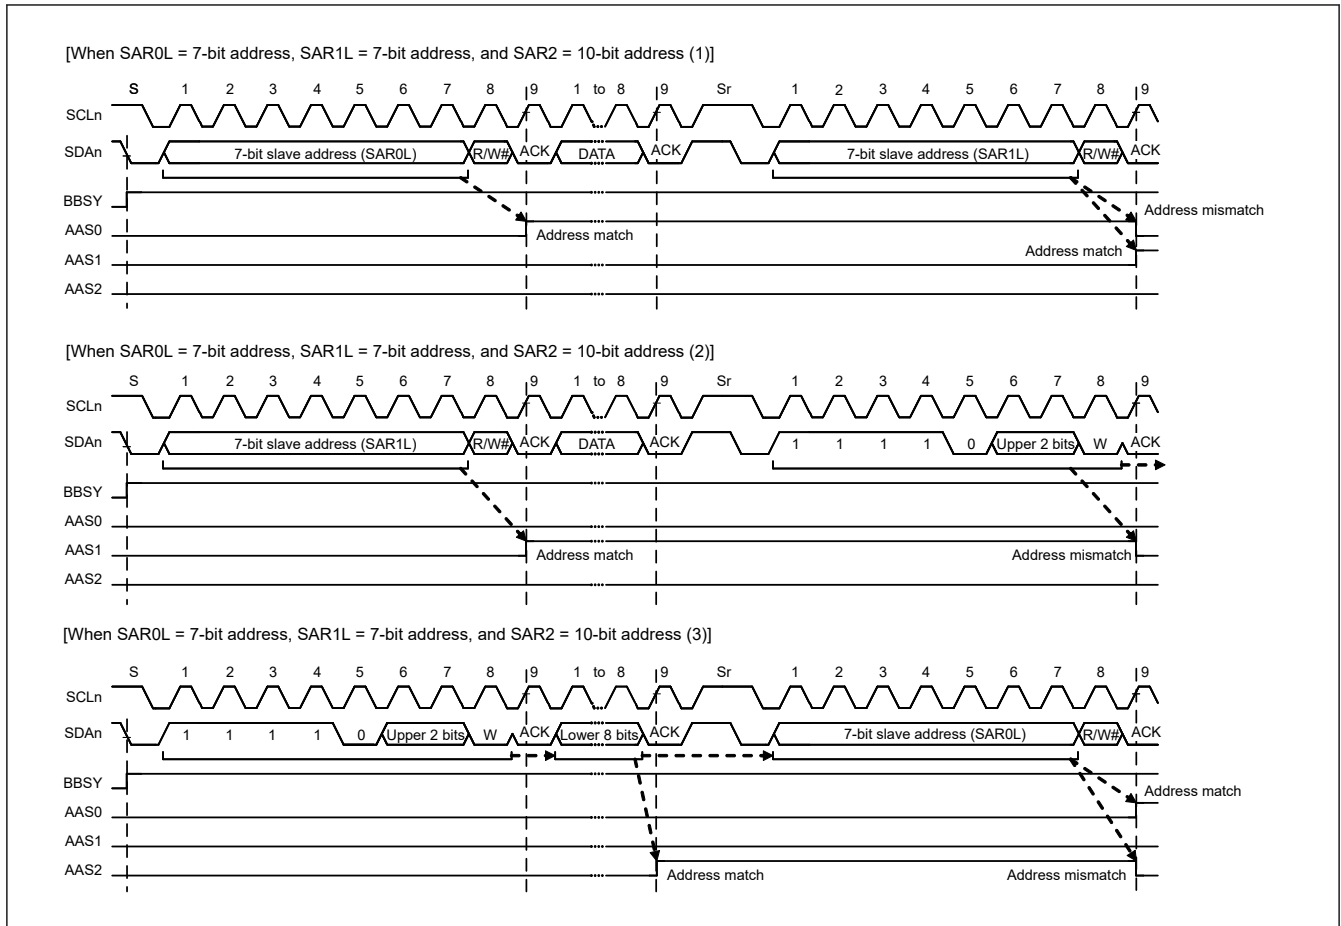 [When SAR0L = 7-bit address, SAR1L = 7-bit address, and SAR2 = 10-bit address (1)]
S 1 2 3 4 5 6 7 8 9 1 to 8 9 Sr 1 2 3 4 5 6 7 8 9
SCLn
SDAn 7-bit slave address (SAR0L) R/W# ACK DATA ACK 7-bit slave address (SAR1L) R/W# ACK
BBSY
Address mismatch
AAS0 Address match
Address match
AAS1
AAS2
[When SAR0L = 7-bit address, SAR1L = 7-bit address, and SAR2 = 10-bit address (2)]
S 1 2 3 4 5 6 7 8 9 1 to 8 9 Sr 1 2 3 4 5 6 7 8 9
SCLn
SDAn 7-bit slave address (SAR1L) R/W# ACK DATA ACK 1 1 1 1 0 Upper 2 bits W ACK
BBSY
AAS0
AAS1 Address match Address mismatch
AAS2
[When SAR0L = 7-bit address, SAR1L = 7-bit address, and SAR2 = 10-bit address (3)]
S 1 2 3 4 5 6 7 8 9 1 to 8 9 Sr 1 2 3 4 5 6 7 8 9
SCLn
SDAn 1 1 1 1 0 Upper 2 bits W ACK Lower 8 bits ACK 7-bit slave address (SAR0L) R/W# ACK
BBSY
Address match
AAS0
AAS1
AAS2 Address match Address mismatch